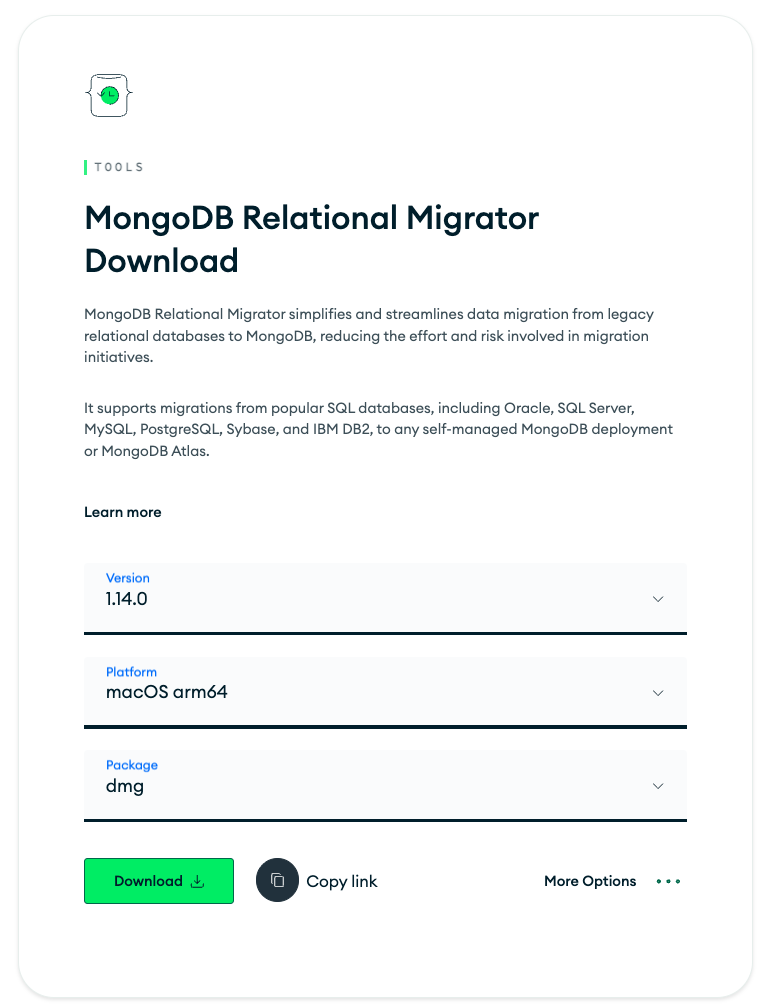 TOOLS
MongoDB Relational Migrator
Download
MongoDB Relational Migrator simplifies and streamlines data migration from legacy
relational databases to MongoDB, reducing the effort and risk involved in migration
initiatives.
It supports migrations from popular SQL databases, including Oracle, SQL Server,
MySQL, PostgreSQL, Sybase, and IBM DB2, to any self-managed MongoDB deployment
or MongoDB Atlas.
Learn more
Version
1.14.0
Platform
macOS arm64
Package
dmg
Download Copy link More Options